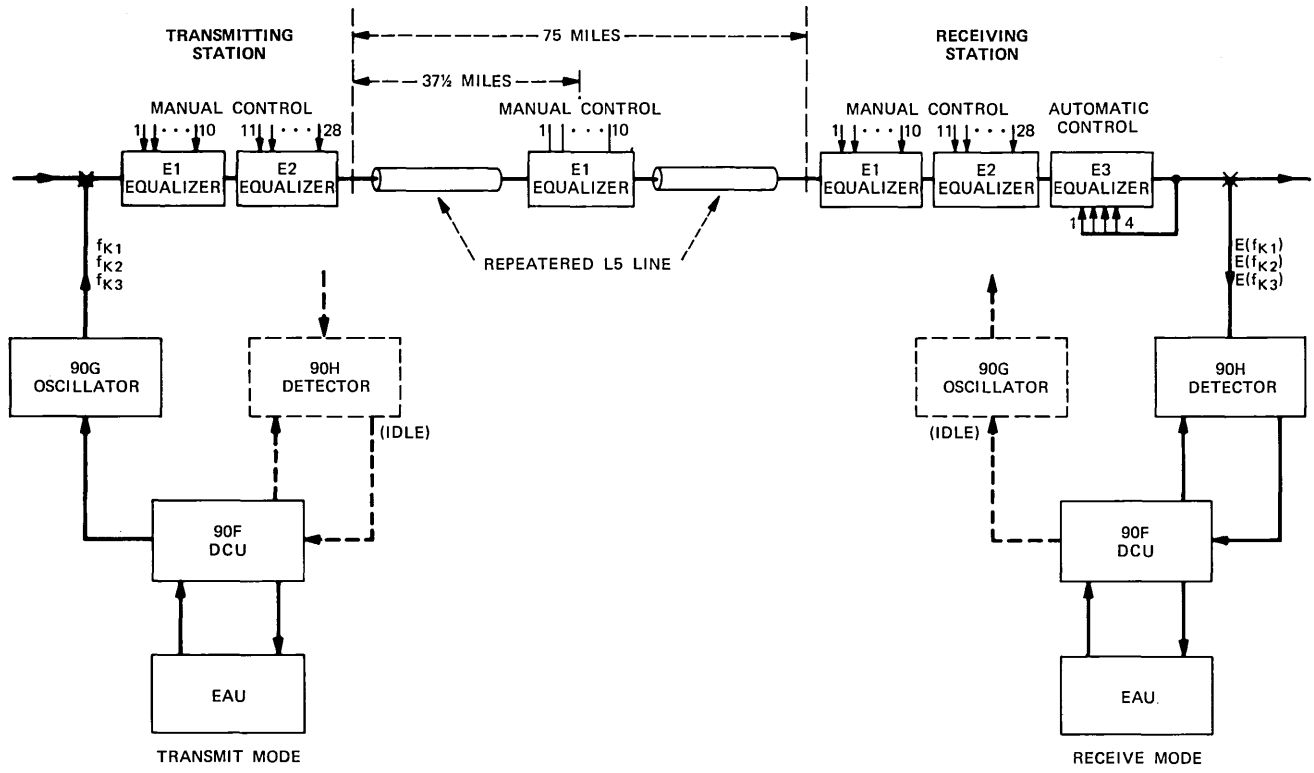 TRANSMITTING
STATION
75 MILES
RECEIVING
STATION
37½ MILES
MANUAL CONTROL
1 ··· 10
11 ··· 28
E1
EQUALIZER
E2
EQUALIZER
MANUAL CONTROL
1 ··· 10
E1
EQUALIZER
MANUAL CONTROL
1 ··· 10
11 ··· 28
E1
EQUALIZER
E2
EQUALIZER
AUTOMATIC
CONTROL
E3
EQUALIZER
1 4
REPEATERED L5 LINE
fK1
fK2
fK3
E(fK1)
E(fK2)
E(fK3)
90G
OSCILLATOR
90H
DETECTOR
(IDLE)
90G
OSCILLATOR
(IDLE)
90H
DETECTOR
90F
DCU
90F
DCU
EAU
EAU.
TRANSMIT MODE
RECEIVE MODE